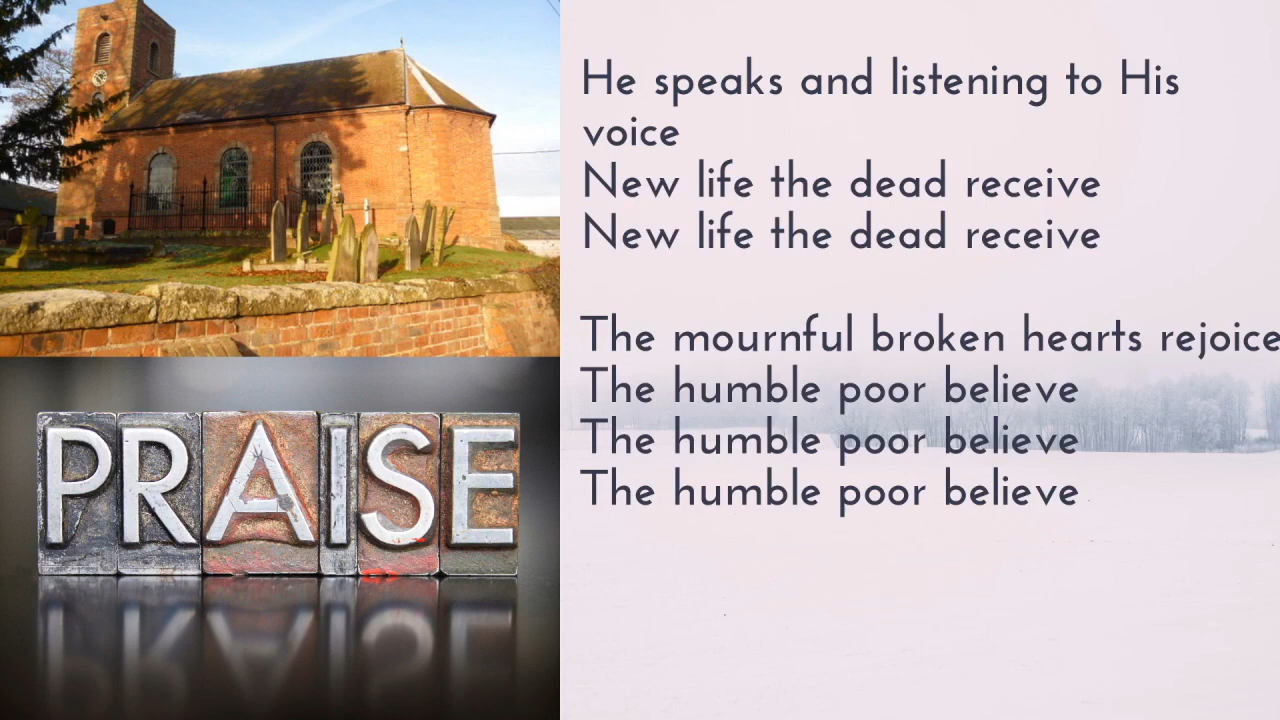 He speaks and listening to His
voice
New life the dead receive
New life the dead receive
The mournful broken hearts rejoice
The humble poor believe
The humble poor believe
The humble poor believe
PRAISE